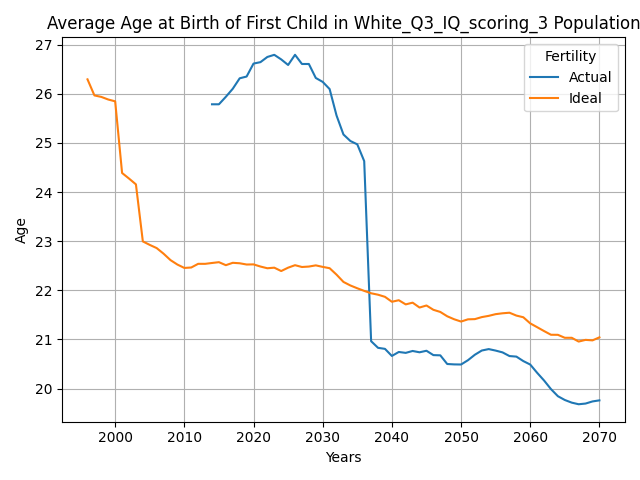 Average Age at Birth of First Child in White_Q3_IQ_scoring_3 Population
27
26
25
24
23
22
21
20
Age
Fertility
Actual
Ideal
2000 2010 2020 2030 2040 2050 2060 2070
Years